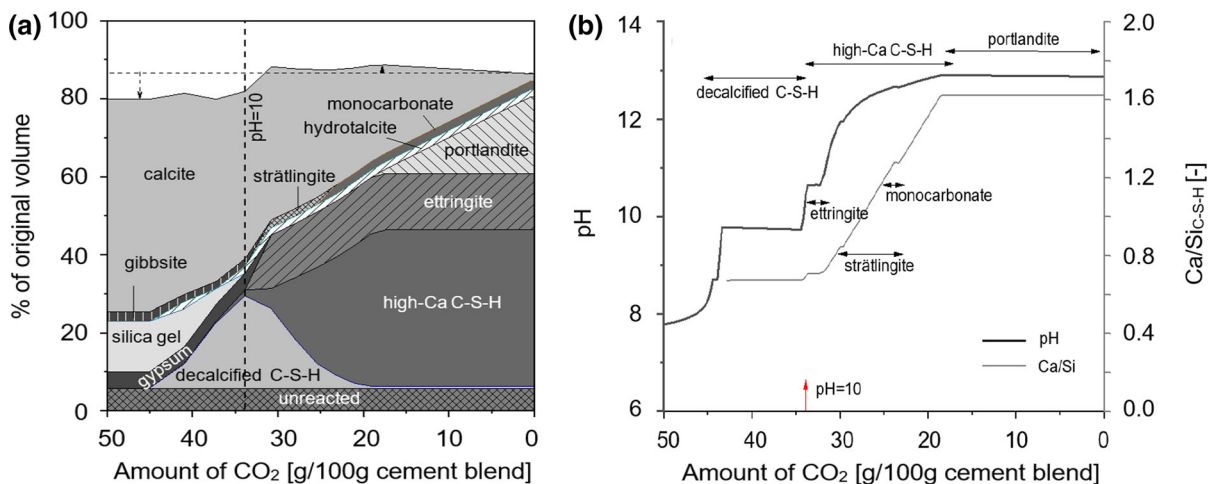 (a)
100
80
60
40
20
0
% of original volume
pH=10
calcite
monocarbonate
hydrotalcite
portlandite
strätlingite
ettringite
gibbsite
high-Ca C-S-H
silica gel
gypsum
decalcified C-S-H
unreacted
50
40
30
20
10
0
Amount of CO₂ [g/100g cement blend]
(b)
14
12
10
8
6
pH
portlandite
high-Ca C-S-H
decalcified C-S-H
monocarbonate
ettringite
strätlingite
pH
Ca/Si
pH=10
2.0
1.6
1.2
0.8
0.4
0.0
Ca/Si C-S-H [-]
50
40
30
20
10
0
Amount of CO₂ [g/100g cement blend]